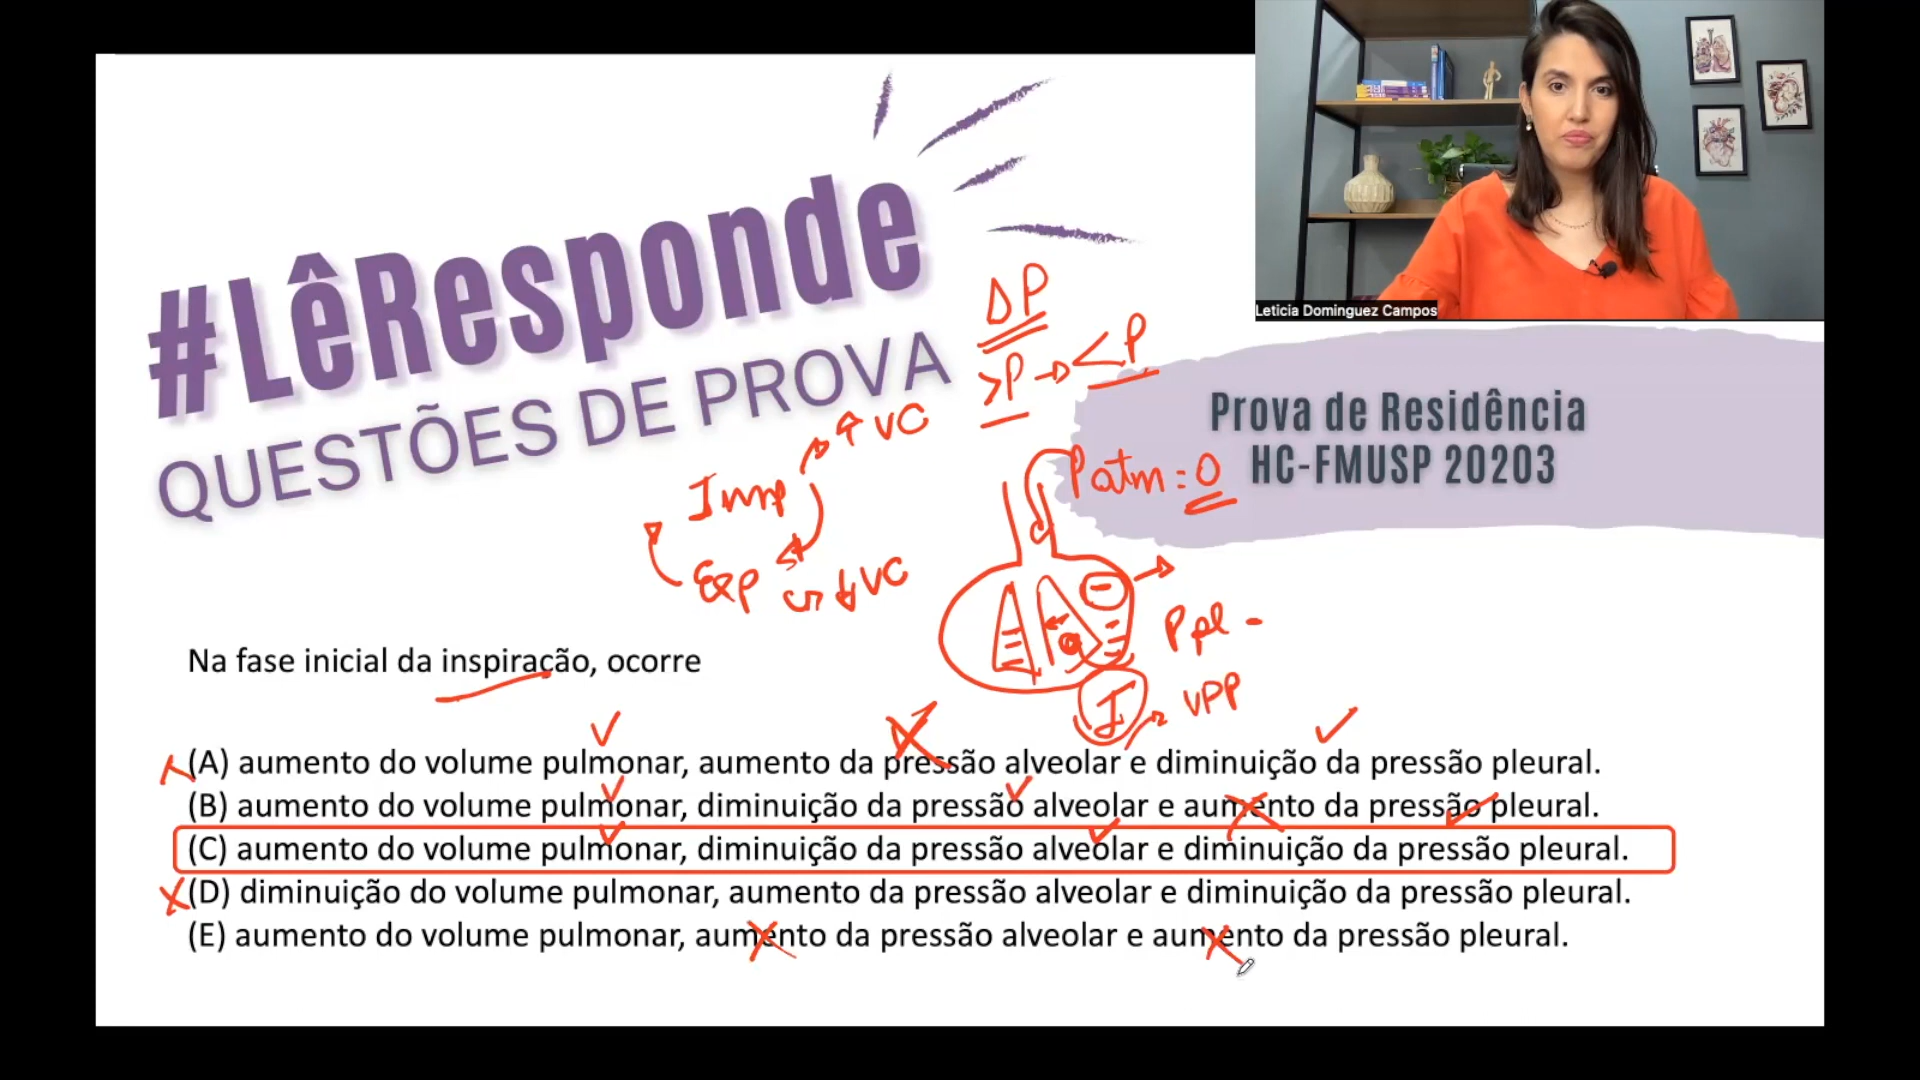 #LêResponde
QUESTÕES DE PROVA
Leticia Dominguez Campos
Prova de Residência
HC-FMUSP 20203
ΔP
>P → <P
↑ VC
Insp
Exp
↓ VC
Patm = 0
-
Ppl -
I
VPP
Na fase inicial da inspiração, ocorre
(A) aumento do volume pulmonar, aumento da pressão alveolar e diminuição da pressão pleural.
(B) aumento do volume pulmonar, diminuição da pressão alveolar e aumento da pressão pleural.
(C) aumento do volume pulmonar, diminuição da pressão alveolar e diminuição da pressão pleural.
(D) diminuição do volume pulmonar, aumento da pressão alveolar e diminuição da pressão pleural.
(E) aumento do volume pulmonar, aumento da pressão alveolar e aumento da pressão pleural.